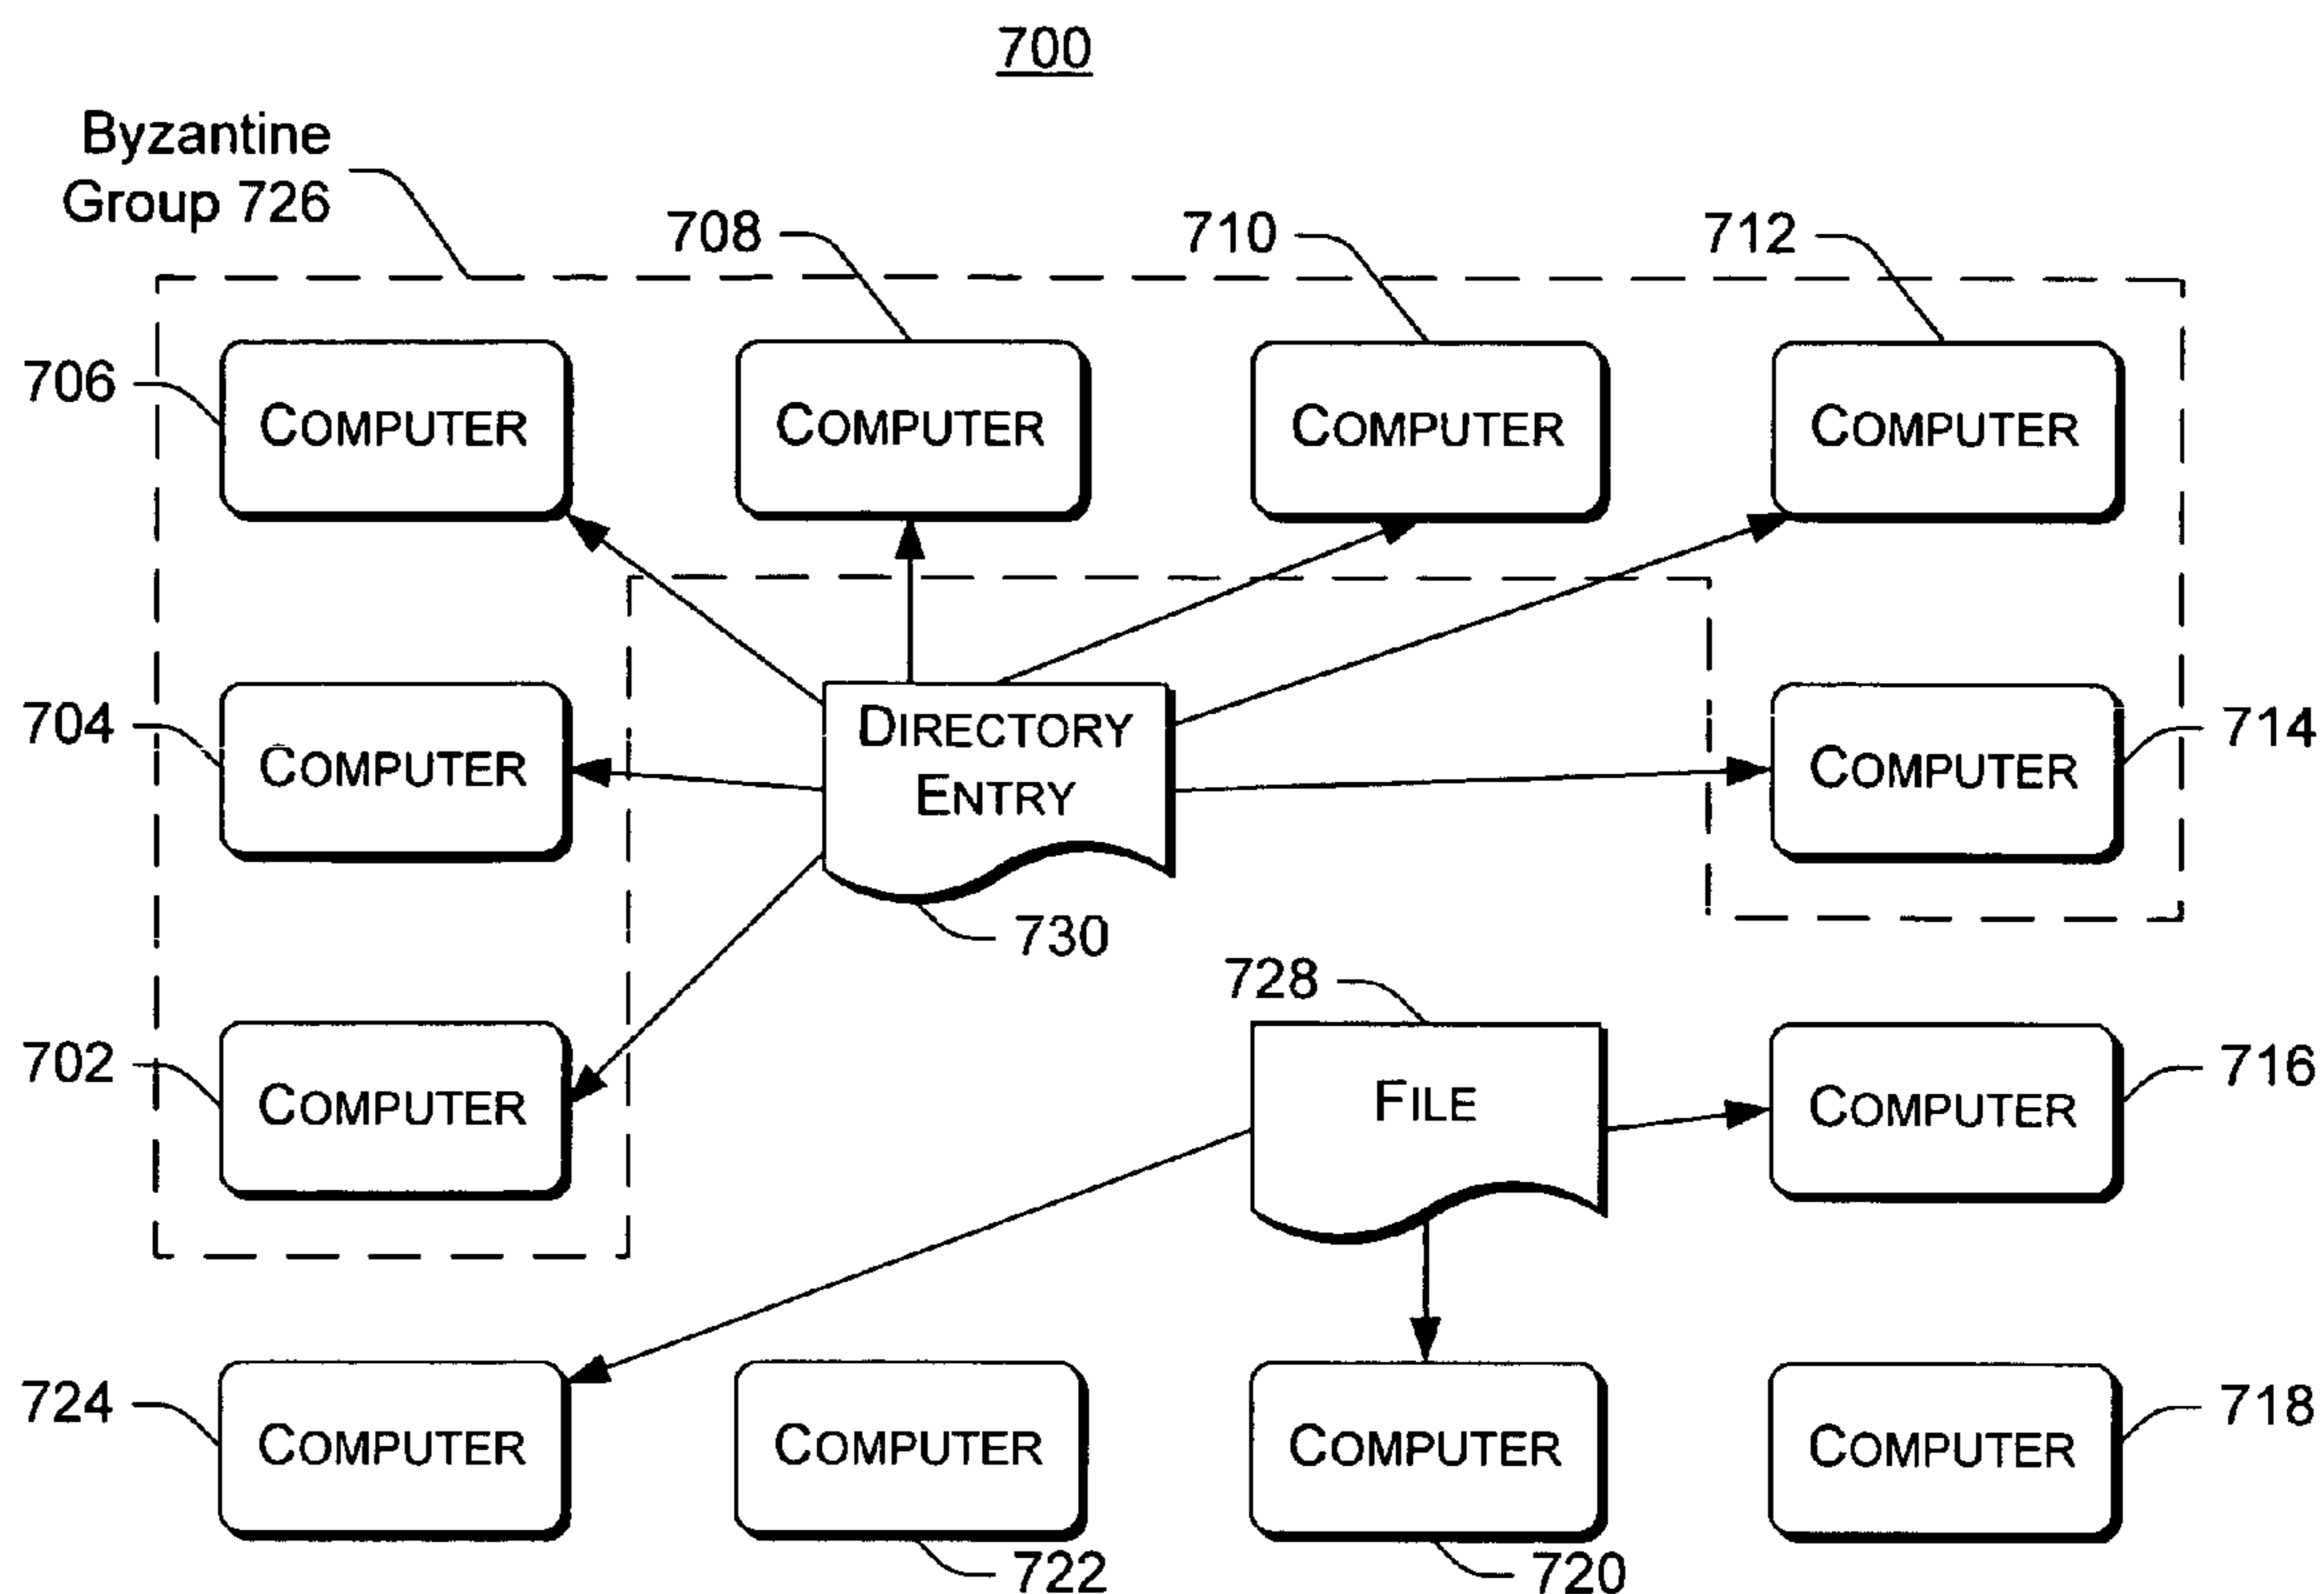 700
Byzantine
Group 726
708
710
712
706
COMPUTER
COMPUTER
COMPUTER
COMPUTER
704
COMPUTER
DIRECTORY
ENTRY
COMPUTER
714
730
728
702
COMPUTER
FILE
COMPUTER
716
724
COMPUTER
COMPUTER
COMPUTER
COMPUTER
718
722
720